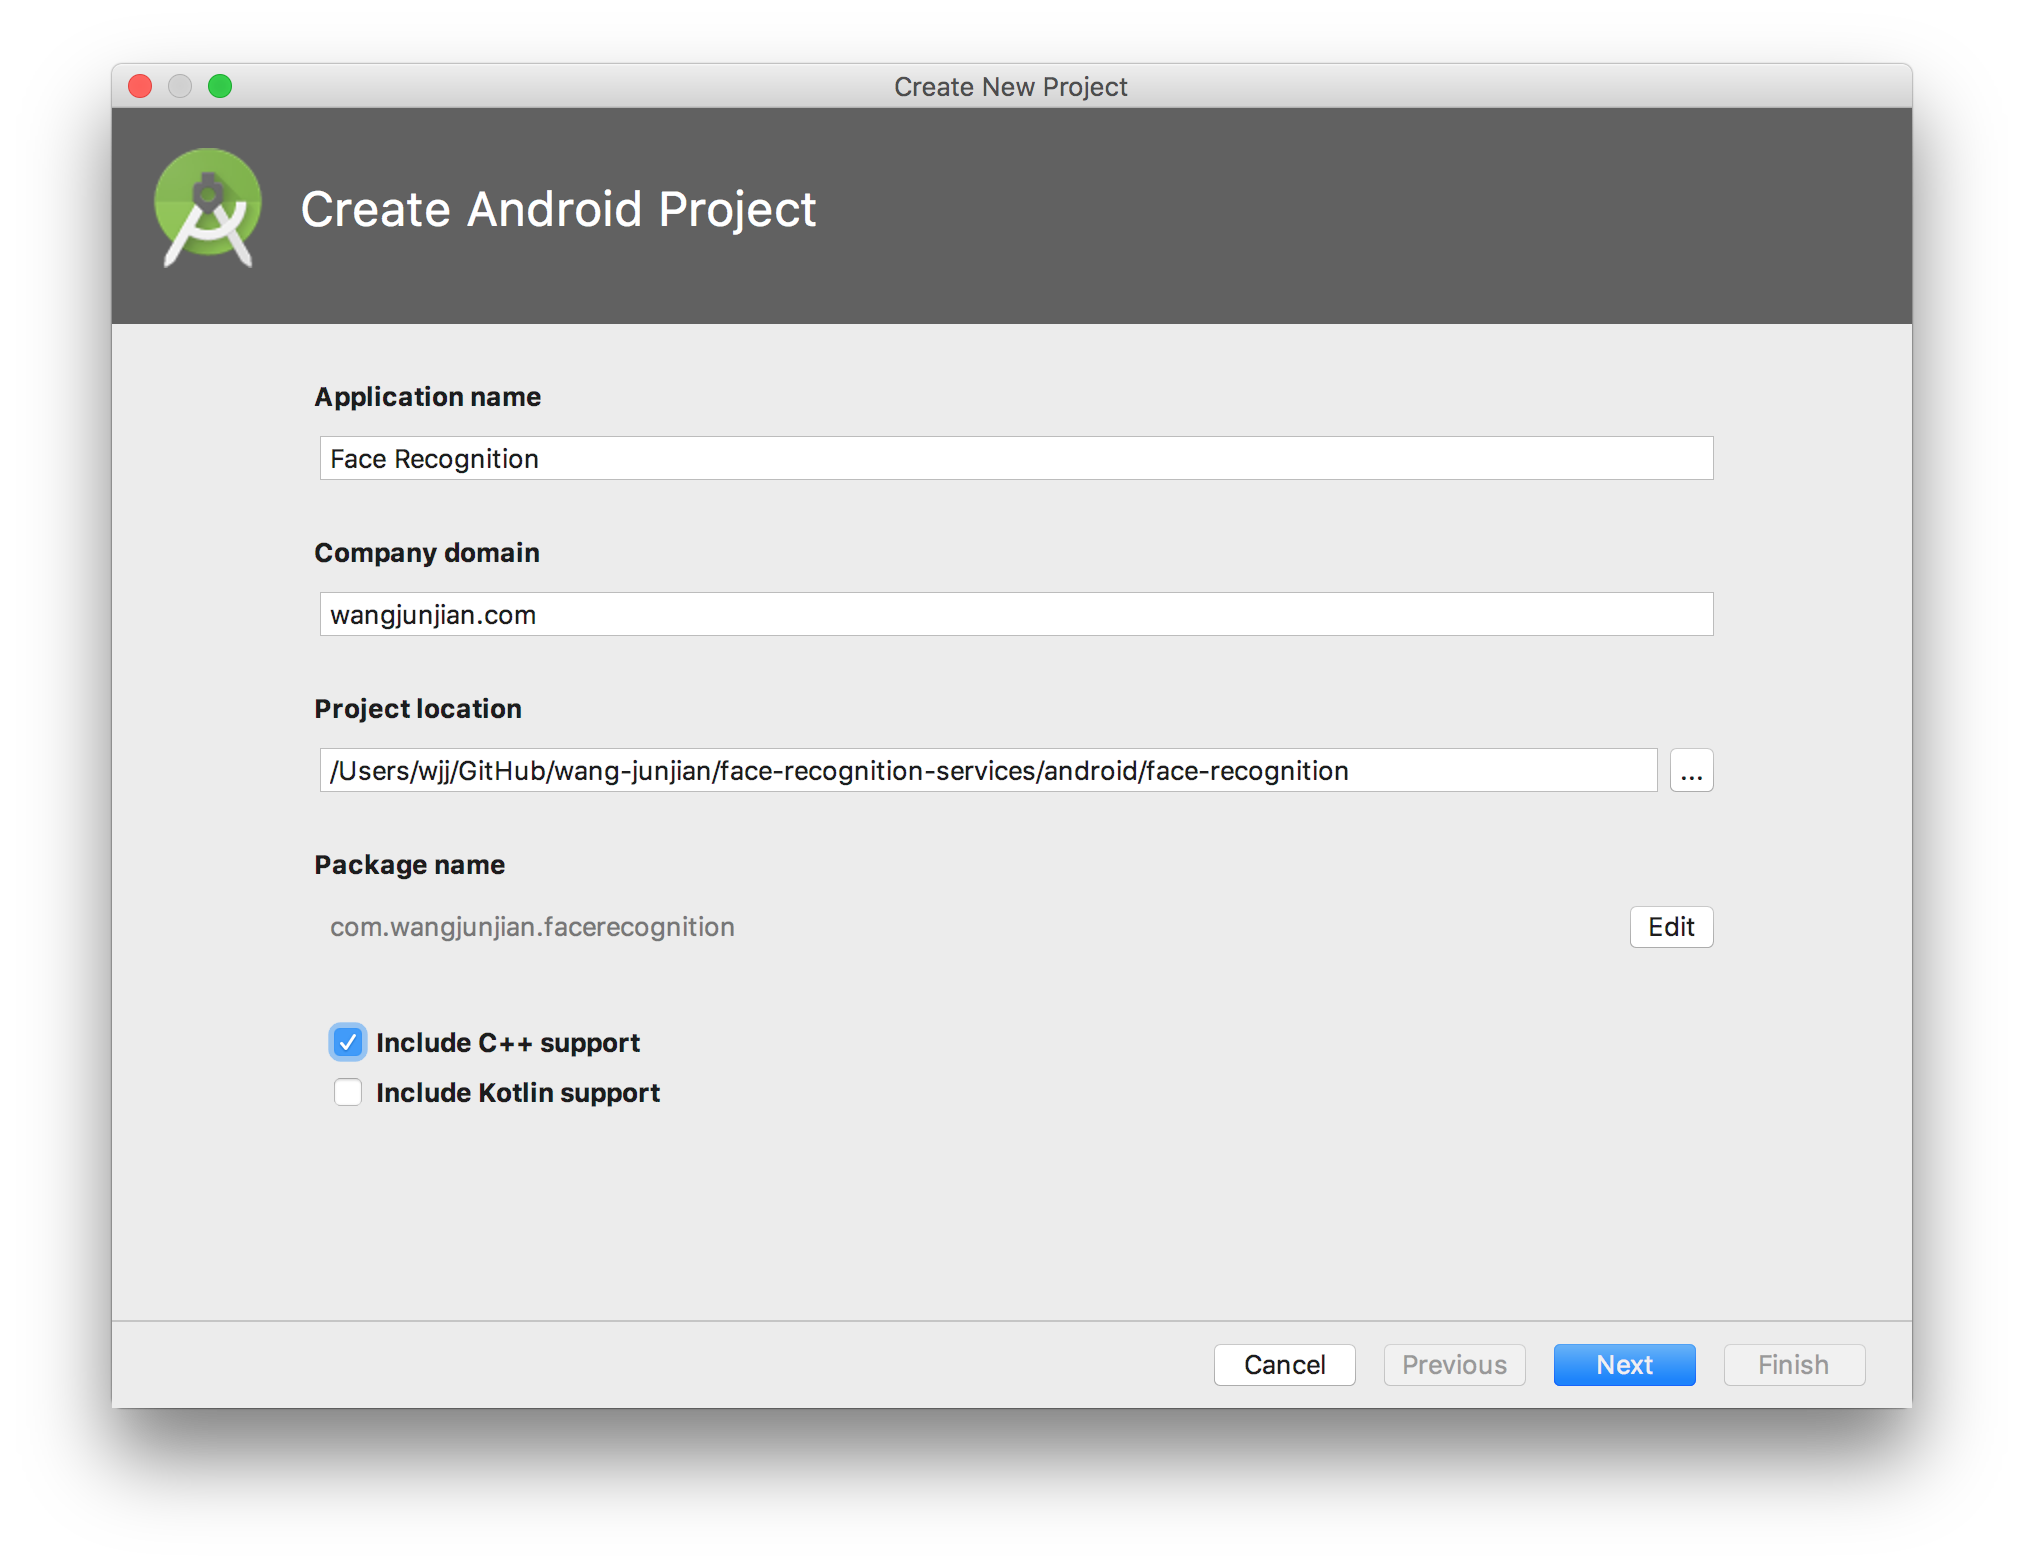 Create New Project
Create Android Project
Application name
Face Recognition
Company domain
wangjunjian.com
Project location
/Users/wjj/GitHub/wang-junjian/face-recognition-services/android/face-recognition
...
Package name
com.wangjunjian.facerecognition
Edit
Include C++ support
Include Kotlin support
Cancel Previous Next Finish